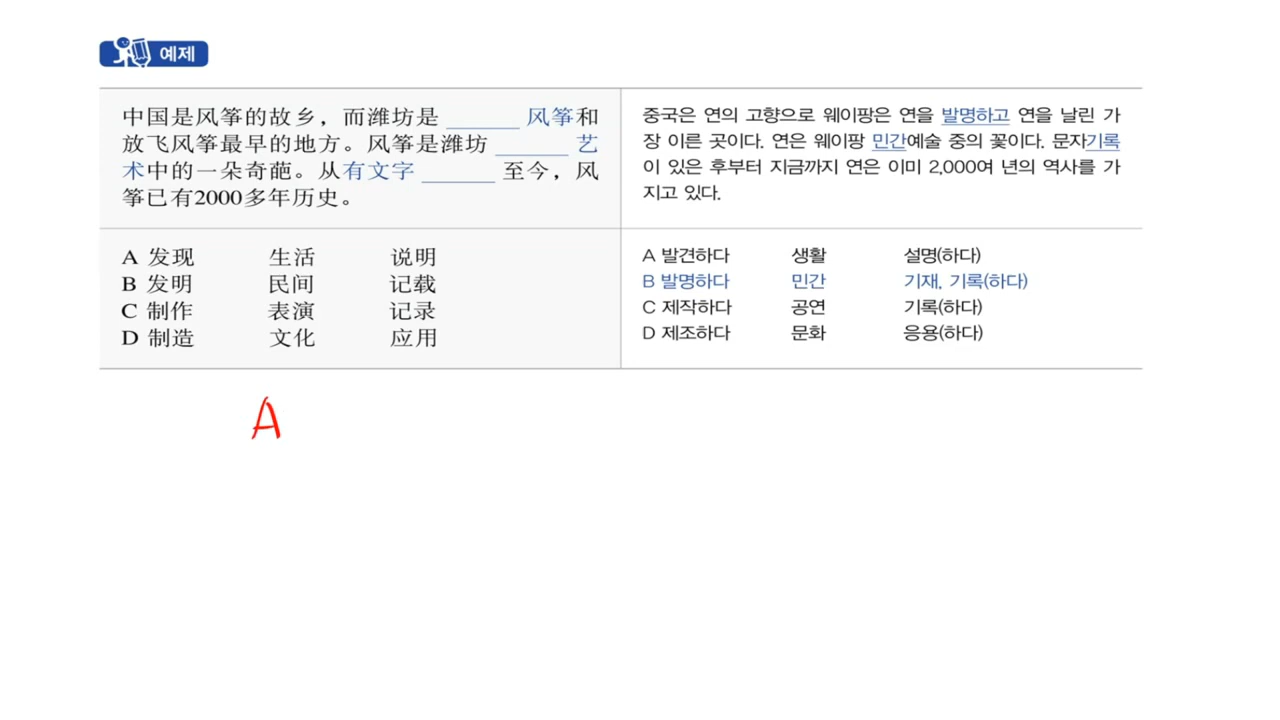 예제
中国是风筝的故乡，而潍坊是 ______ 风筝和
放飞风筝最早的地方。风筝是潍坊 ______ 艺
术中的一朵奇葩。从有文字 ______ 至今，风
筝已有2000多年历史。
중국은 연의 고향으로 웨이팡은 연을 발명하고 연을 날린 가
장 이른 곳이다. 연은 웨이팡 민간예술 중의 꽃이다. 문자기록
이 있은 후부터 지금까지 연은 이미 2,000여 년의 역사를 가
지고 있다.
A 发现 生活 说明
B 发明 民间 记载
C 制作 表演 记录
D 制造 文化 应用
A 발견하다 생활 설명(하다)
B 발명하다 민간 기재, 기록(하다)
C 제작하다 공연 기록(하다)
D 제조하다 문화 응용(하다)
A